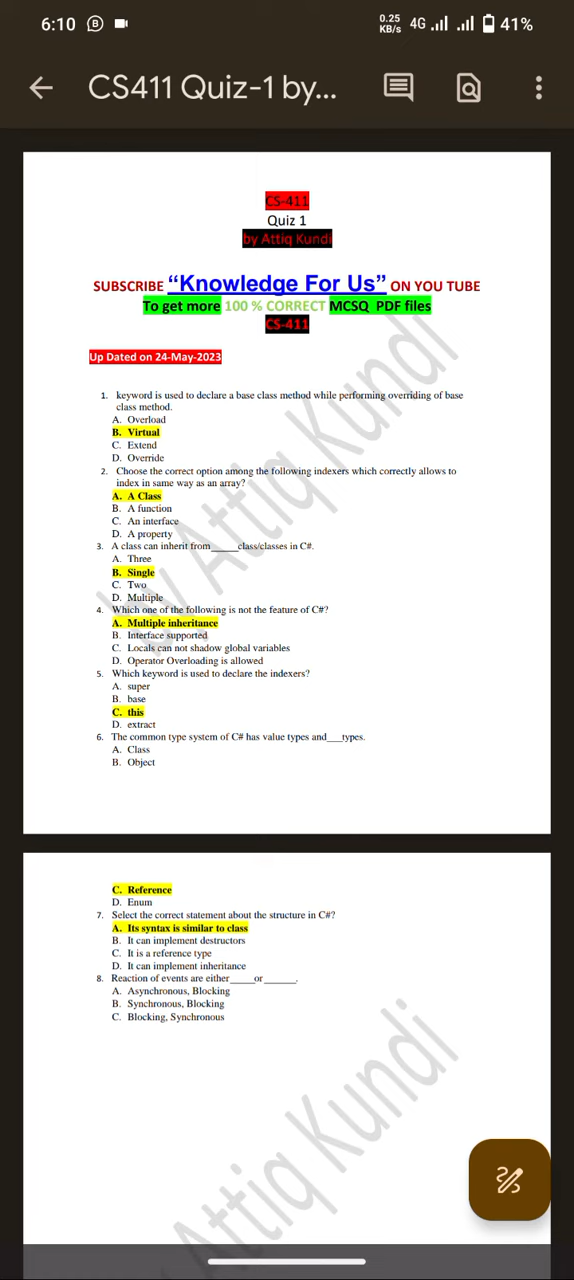 6:10
0.25 KB/s 4G 41%
CS411 Quiz-1 by...
CS-411
Quiz 1
by Attiq Kundi
SUBSCRIBE “Knowledge For Us” ON YOU TUBE
To get more 100 % CORRECT MCSQ PDF files
CS-411
Up Dated on 24-May-2023
1. keyword is used to declare a base class method while performing overriding of base
class method.
A. Overload
B. Virtual
C. Extend
D. Override
2. Choose the correct option among the following indexers which correctly allows to
index in same way as an array?
A. A Class
B. A function
C. An interface
D. A property
3. A class can inherit from_____class/classes in C#.
A. Three
B. Single
C. Two
D. Multiple
4. Which one of the following is not the feature of C#?
A. Multiple inheritance
B. Interface supported
C. Locals can not shadow global variables
D. Operator Overloading is allowed
5. Which keyword is used to declare the indexers?
A. super
B. base
C. this
D. extract
6. The common type system of C# has value types and___types.
A. Class
B. Object
by Attiq Kundi
C. Reference
D. Enum
7. Select the correct statement about the structure in C#?
A. Its syntax is similar to class
B. It can implement destructors
C. It is a reference type
D. It can implement inheritance
8. Reaction of events are either_____or______.
A. Asynchronous, Blocking
B. Synchronous, Blocking
C. Blocking, Synchronous
Attiq Kundi